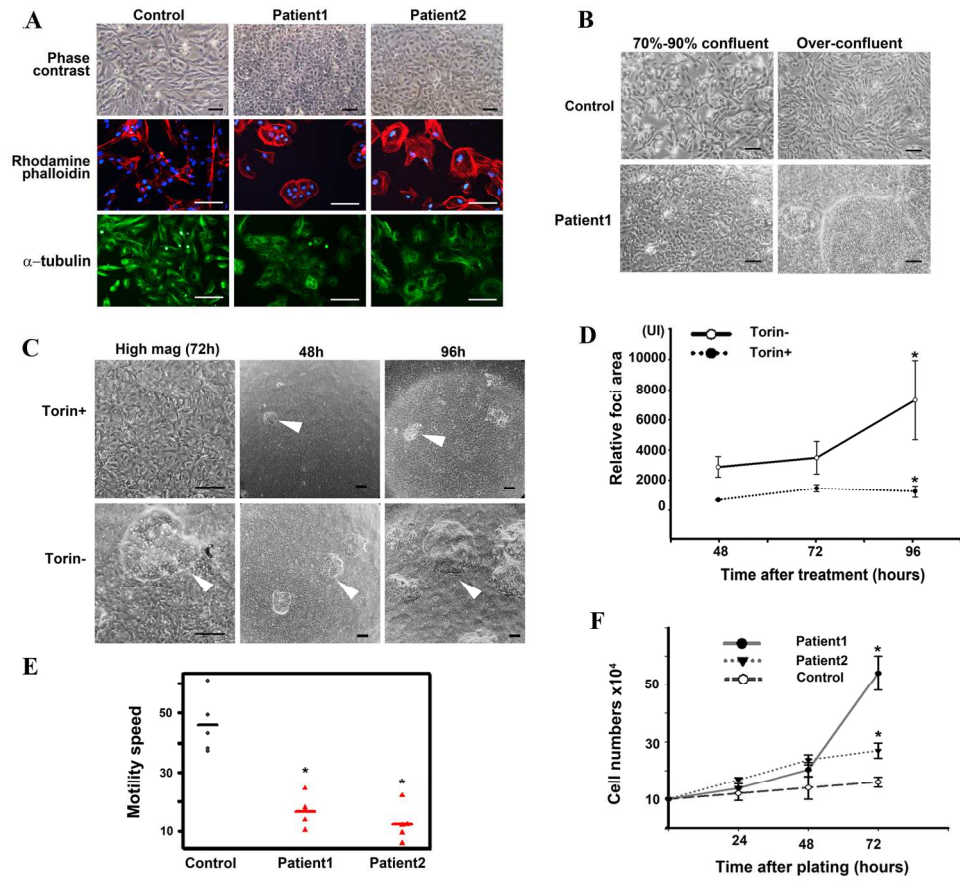 A
Control Patient1 Patient2
Phase
contrast
Rhodamine
phalloidin
α-tubulin
B
70%-90% confluent Over-confluent
Control
Patient1
C
High mag (72h) 48h 96h
Torin+
Torin-
D
(UI)
Torin-
Torin+
Relative foci area
10000
8000
6000
4000
2000
0
*
*
48 72 96
Time after treatment (hours)
E
Motility speed
50
30
10
*
*
Control Patient1 Patient2
F
Patient1
Patient2
Control
Cell numbers x10⁴
50
30
10
*
*
24 48 72
Time after plating (hours)